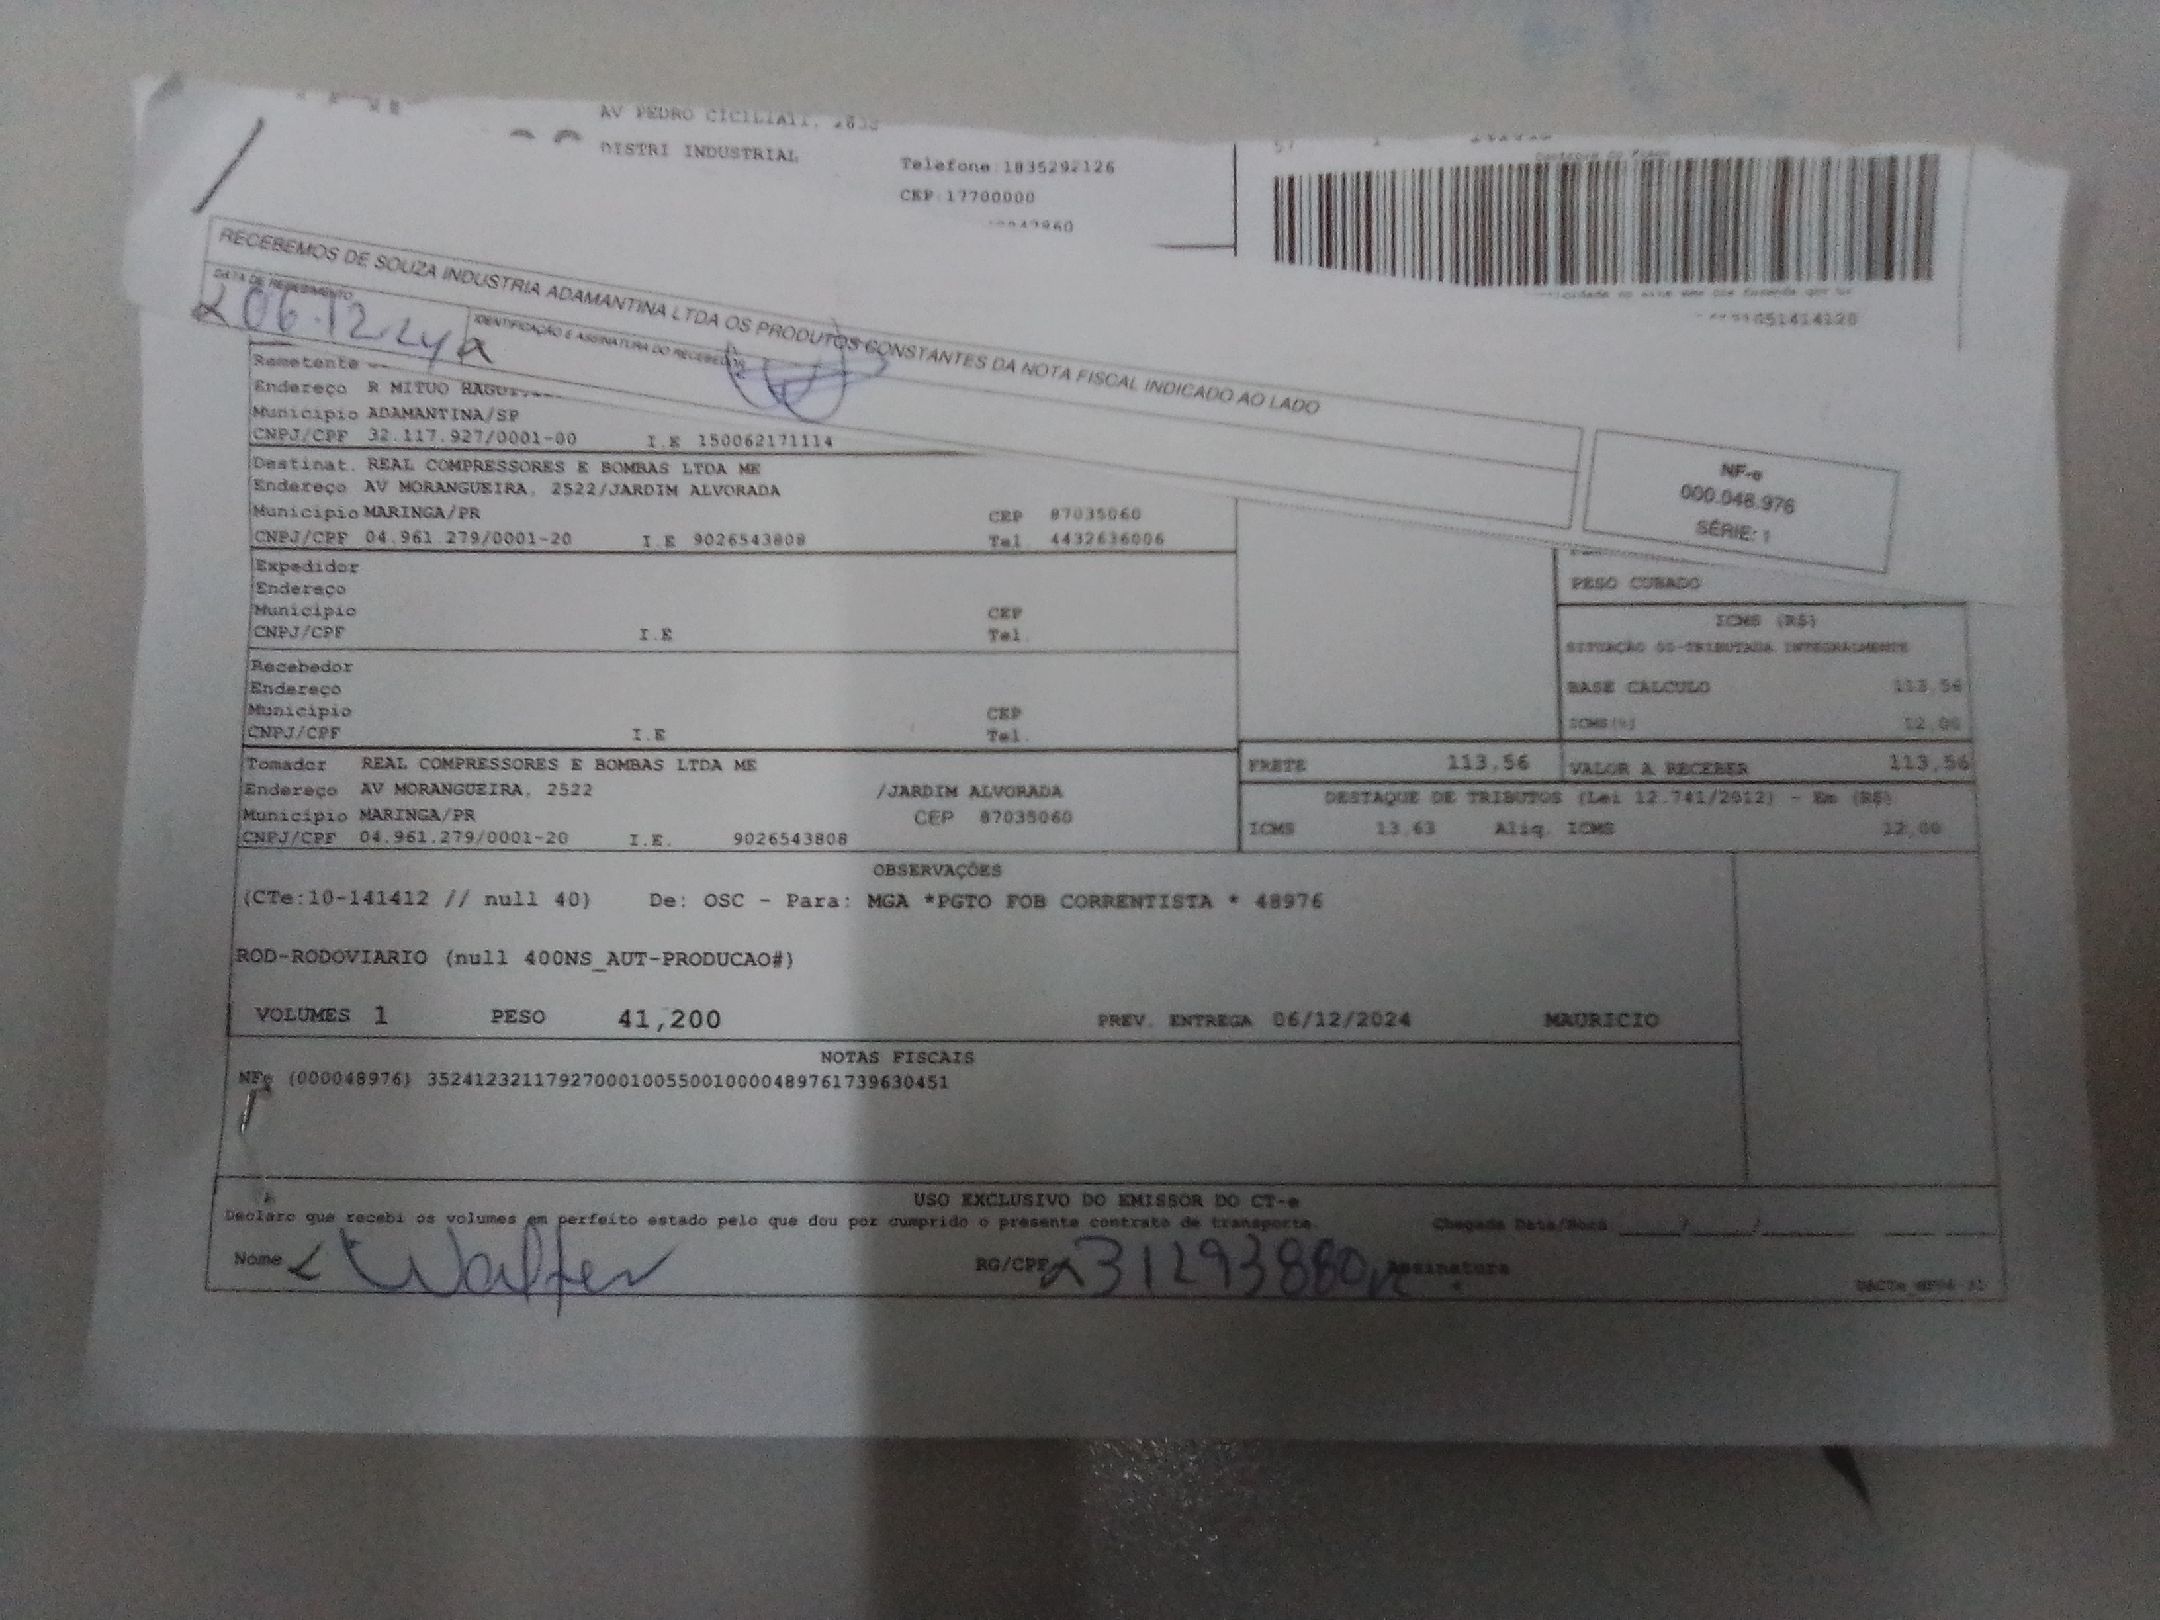 AV PEDRO CICILIATI, 2833
DISTRI INDUSTRIAL
Telefone:1835292126
CEP:17700000
RECEBEMOS DE SOUZA INDUSTRIA ADAMANTINA LTDA OS PRODUTOS CONSTANTES DA NOTA FISCAL INDICADO AO LADO
DATA DE RECEBIMENTO
06.12.24
IDENTIFICAÇÃO E ASSINATURA DO RECEBEDOR
NF-e
000.048.976
SÉRIE: 1
Remetente
Endereço R MITUO
Municipio ADAMANTINA/SP
CNPJ/CPF 32.117.927/0001-00 I.E 150062171114
Destinat. REAL COMPRESSORES E BOMBAS LTDA ME
Endereço AV MORANGUEIRA, 2522/JARDIM ALVORADA
Municipio MARINGA/PR CEP 87035060
CNPJ/CPF 04.961.279/0001-20 I.E 9026543808 Tel. 4432636006
Expedidor
Endereço
Municipio CEP
CNPJ/CPF I.E Tel.
Recebedor
Endereço
Municipio CEP
CNPJ/CPF I.E Tel.
PESO CUBADO
ICMS (R$)
SITUAÇÃO 00-TRIBUTADA INTEGRALMENTE
BASE CALCULO 113,56
ICMS(%) 12,00
FRETE 113,56 VALOR A RECEBER 113,56
DESTAQUE DE TRIBUTOS (Lei 12.741/2012) - Em (R$)
ICMS 13,63 Aliq. ICMS 12,00
Tomador REAL COMPRESSORES E BOMBAS LTDA ME
Endereço AV MORANGUEIRA, 2522 /JARDIM ALVORADA
Municipio MARINGA/PR CEP 87035060
CNPJ/CPF 04.961.279/0001-20 I.E. 9026543808
OBSERVAÇÕES
(CTe:10-141412 // null 40) De: OSC - Para: MGA *PGTO FOB CORRENTISTA * 48976
ROD-RODOVIARIO (null 400NS_AUT-PRODUCAO#)
VOLUMES 1 PESO 41,200 PREV. ENTREGA 06/12/2024 MAURICIO
NOTAS FISCAIS
NFe (000048976) 35241232117927000100550010000489761739630451
USO EXCLUSIVO DO EMISSOR DO CT-e
Declaro que recebi os volumes em perfeito estado pelo que dou por cumprido o presente contrato de transporte. Chegada Data/Hora ____/____/____
Nome Walter RG/CPF 31293880 Assinatura